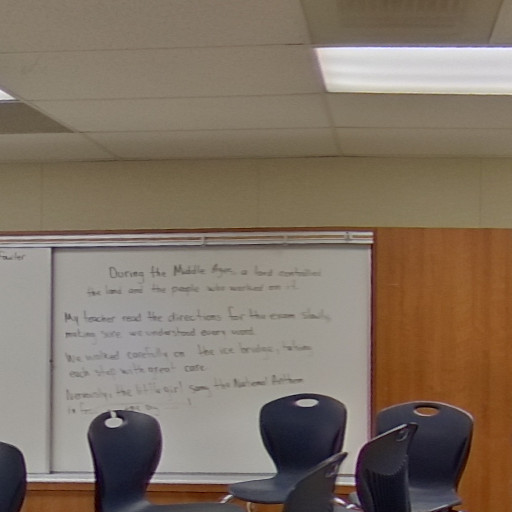 During the Middle Ages, a lord controlled
the land and the people who worked on it.
My teacher read the directions for the exam slowly,
making sure we understood every word.
We walked carefully on the ice bridge, taking
each step with great care.
Nervously, the little girl sang the National Anthem
in